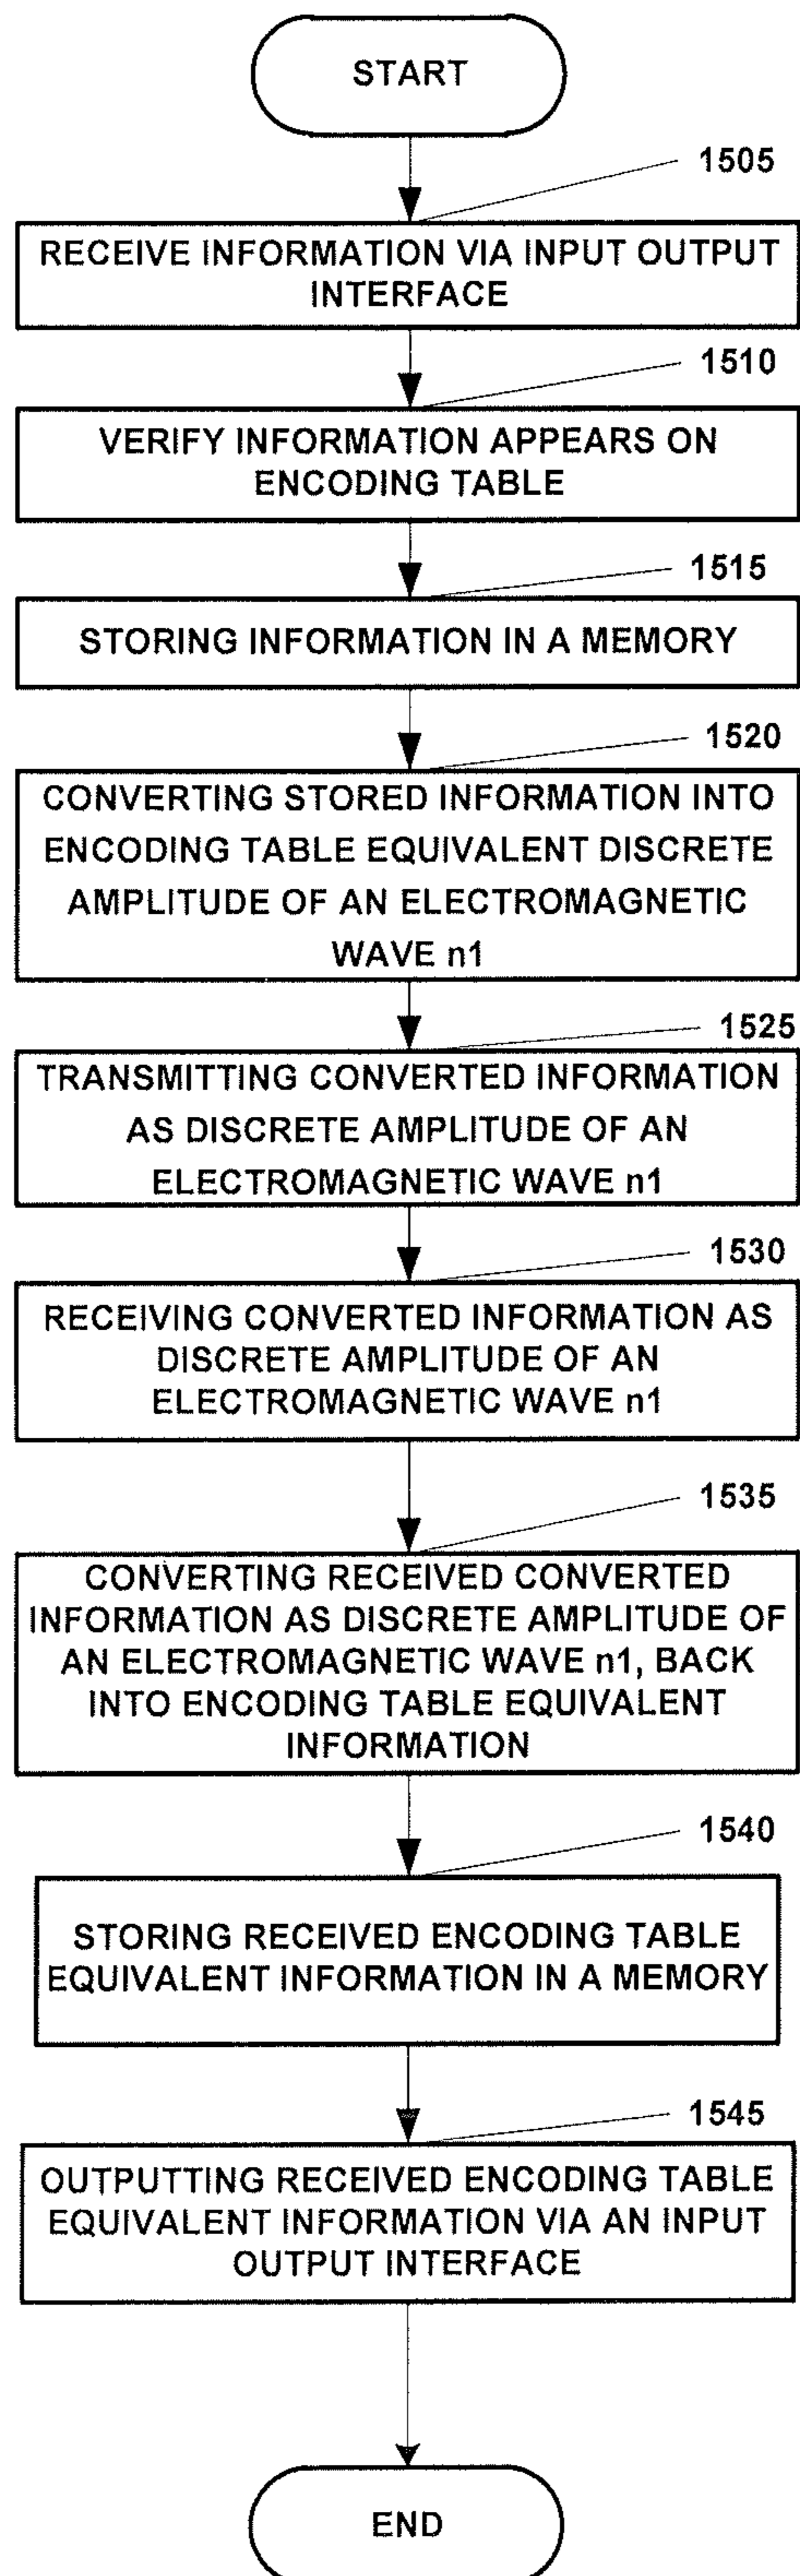 START
1505
RECEIVE INFORMATION VIA INPUT OUTPUT
INTERFACE
1510
VERIFY INFORMATION APPEARS ON
ENCODING TABLE
1515
STORING INFORMATION IN A MEMORY
1520
CONVERTING STORED INFORMATION INTO
ENCODING TABLE EQUIVALENT DISCRETE
AMPLITUDE OF AN ELECTROMAGNETIC
WAVE n1
1525
TRANSMITTING CONVERTED INFORMATION
AS DISCRETE AMPLITUDE OF AN
ELECTROMAGNETIC WAVE n1
1530
RECEIVING CONVERTED INFORMATION AS
DISCRETE AMPLITUDE OF AN
ELECTROMAGNETIC WAVE n1
1535
CONVERTING RECEIVED CONVERTED
INFORMATION AS DISCRETE AMPLITUDE OF
AN ELECTROMAGNETIC WAVE n1, BACK
INTO ENCODING TABLE EQUIVALENT
INFORMATION
1540
STORING RECEIVED ENCODING TABLE
EQUIVALENT INFORMATION IN A MEMORY
1545
OUTPUTTING RECEIVED ENCODING TABLE
EQUIVALENT INFORMATION VIA AN INPUT
OUTPUT INTERFACE
END